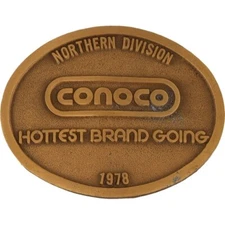 NORTHERN DIVISION
CONOCO
HOTTEST BRAND GOING
1978